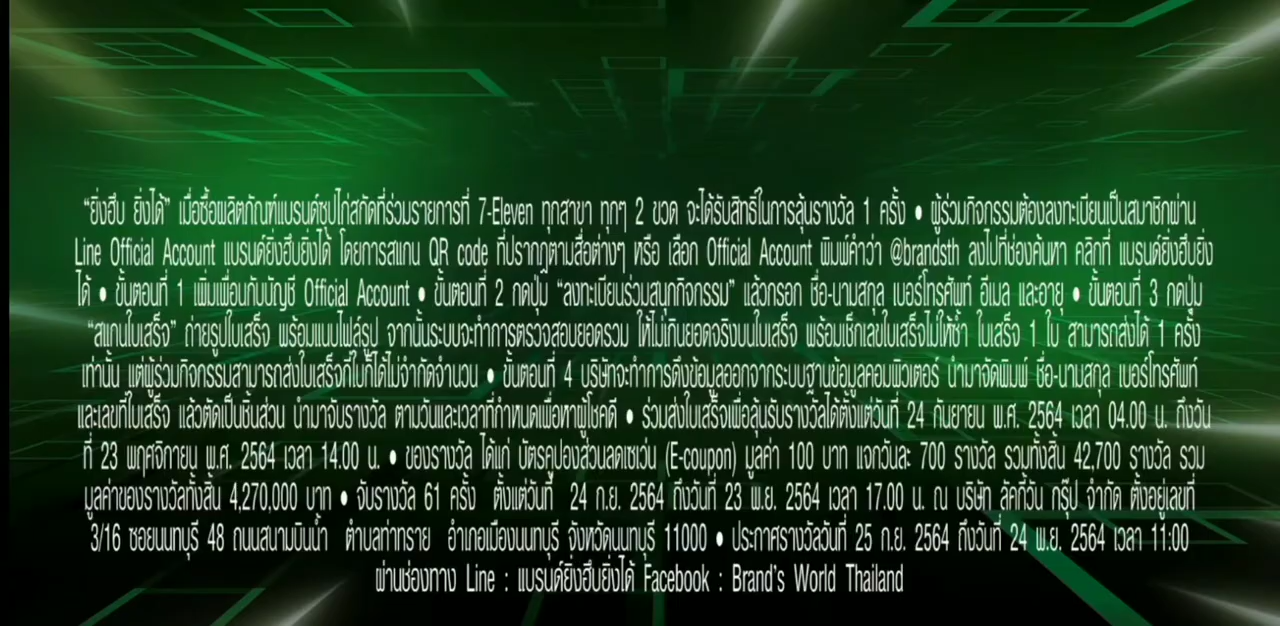 “ยิ่งฮึบ ยิ่งได้” เมื่อซื้อผลิตภัณฑ์แบรนด์ซุปไก่สกัดที่ร่วมรายการที่ 7-Eleven ทุกสาขา ทุกๆ 2 ขวด จะได้รับสิทธิ์ในการลุ้นรางวัล 1 ครั้ง • ผู้ร่วมกิจกรรมต้องลงทะเบียนเป็นสมาชิกผ่าน
Line Official Account แบรนด์ยิ่งฮึบยิ่งได้ โดยการสแกน QR code ที่ปรากฏตามสื่อต่างๆ หรือ เลือก Official Account พิมพ์คำว่า @brandsth ลงไปที่ช่องค้นหา คลิกที่ แบรนด์ยิ่งฮึบยิ่ง
ได้ • ขั้นตอนที่ 1 เพิ่มเพื่อนกับบัญชี Official Account • ขั้นตอนที่ 2 กดปุ่ม “ลงทะเบียนร่วมสนุกกิจกรรม” แล้วกรอก ชื่อ-นามสกุล เบอร์โทรศัพท์ อีเมล และอายุ • ขั้นตอนที่ 3 กดปุ่ม
“สแกนใบเสร็จ” ถ่ายรูปใบเสร็จ พร้อมแนบไฟล์รูป จากนั้นระบบจะทำการตรวจสอบยอดรวม ให้ไม่เกินยอดจริงบนใบเสร็จ พร้อมเช็กเลขใบเสร็จไม่ให้ซ้ำ ใบเสร็จ 1 ใบ สามารถส่งได้ 1 ครั้ง
เท่านั้น แต่ผู้ร่วมกิจกรรมสามารถส่งใบเสร็จกี่ใบก็ได้ไม่จำกัดจำนวน • ขั้นตอนที่ 4 บริษัทจะทำการดึงข้อมูลออกจากระบบฐานข้อมูลคอมพิวเตอร์ นำมาจัดพิมพ์ ชื่อ-นามสกุล เบอร์โทรศัพท์
และเลขที่ใบเสร็จ แล้วตัดเป็นชิ้นส่วน นำมาจับรางวัล ตามวันและเวลาที่กำหนดเพื่อหาผู้โชคดี • ร่วมส่งใบเสร็จเพื่อลุ้นรับรางวัลได้ตั้งแต่วันที่ 24 กันยายน พ.ศ. 2564 เวลา 04.00 น. ถึงวัน
ที่ 23 พฤศจิกายน พ.ศ. 2564 เวลา 14.00 น. • ของรางวัล ได้แก่ บัตรคูปองส่วนลดเซเว่น (E-coupon) มูลค่า 100 บาท แจกวันละ 700 รางวัล รวมทั้งสิ้น 42,700 รางวัล รวม
มูลค่าของรางวัลทั้งสิ้น 4,270,000 บาท • จับรางวัล 61 ครั้ง ตั้งแต่วันที่ 24 ก.ย. 2564 ถึงวันที่ 23 พ.ย. 2564 เวลา 17.00 น. ณ บริษัท ลัคกี้วัน กรุ๊ป จำกัด ตั้งอยู่เลขที่
3/16 ซอยนนทบุรี 48 ถนนสนามบินน้ำ ตำบลท่าทราย อำเภอเมืองนนทบุรี จังหวัดนนทบุรี 11000 • ประกาศรางวัลวันที่ 25 ก.ย. 2564 ถึงวันที่ 24 พ.ย. 2564 เวลา 11:00
ผ่านช่องทาง Line : แบรนด์ยิ่งฮึบยิ่งได้ Facebook : Brand’s World Thailand